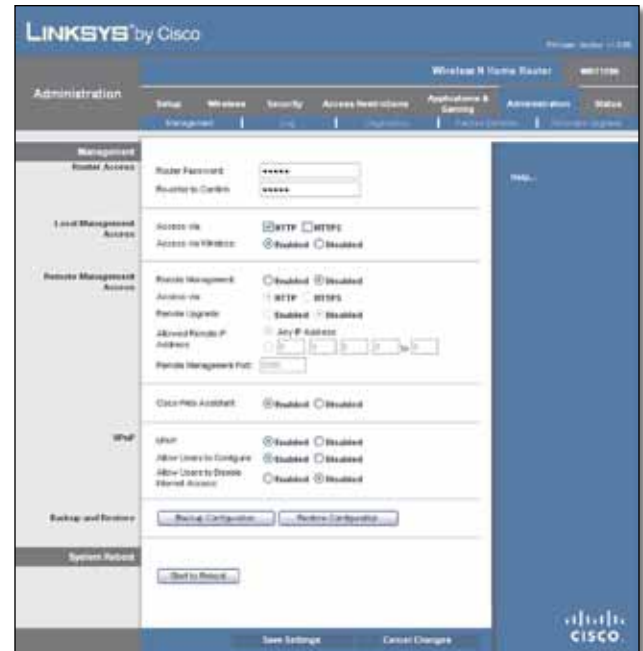 LINKSYS by Cisco
Wireless N Home Router
Administration
Setup Wireless Security Access Restrictions Applications & Gaming Administration Status
Management Log Diagnostics
Management
Router Access
Router Password:
Re-enter to Confirm:
Help...
Local Management Access
Access via: HTTP HTTPS
Access via Wireless: Enabled Disabled
Remote Management Access
Remote Management: Enabled Disabled
Access via: HTTP HTTPS
Remote Upgrade: Enabled Disabled
Allowed Remote IP Address: Any IP Address
to
Remote Management Port:
Enabled Disabled
UPnP
UPnP: Enabled Disabled
Allow Users to Configure: Enabled Disabled
Allow Users to Disable Internet Access: Enabled Disabled
Backup and Restore
Backup Configuration Restore Configuration
System Reboot
Start to Reboot
Save Settings Cancel Changes
CISCO